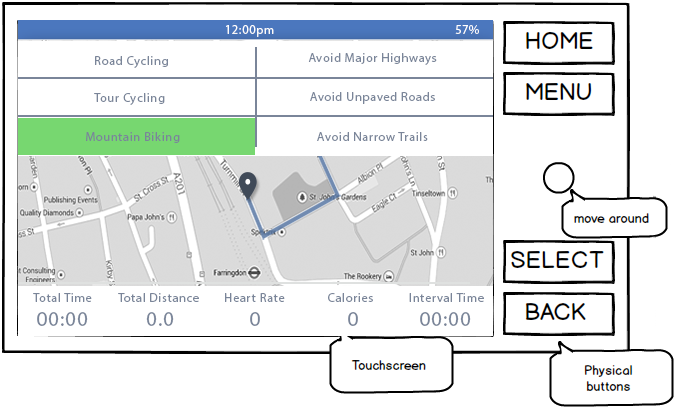 12:00pm 57%
HOME
MENU
Road Cycling
Avoid Major Highways
Tour Cycling
Avoid Unpaved Roads
Mountain Biking
Avoid Narrow Trails
St. Cross St
A201
Publishing Events
Quality Diamonds
Papa John's
Farringdon
St. John's Gardens
Albion Pl
Eagle Ct
Tinseltown
St John
The Rookery
t Consulting
Engineers
move around
SELECT
BACK
Total Time
Total Distance
Heart Rate
Calories
Interval Time
00:00
0.0
0
0
00:00
Touchscreen
Physical
buttons